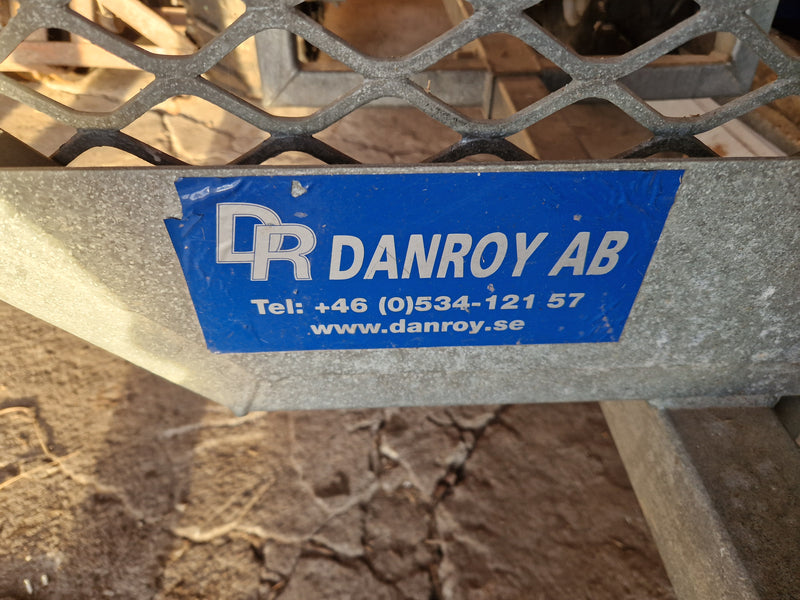 DR DANROY AB
Tel: +46 (0)534-121 57
www.danroy.se